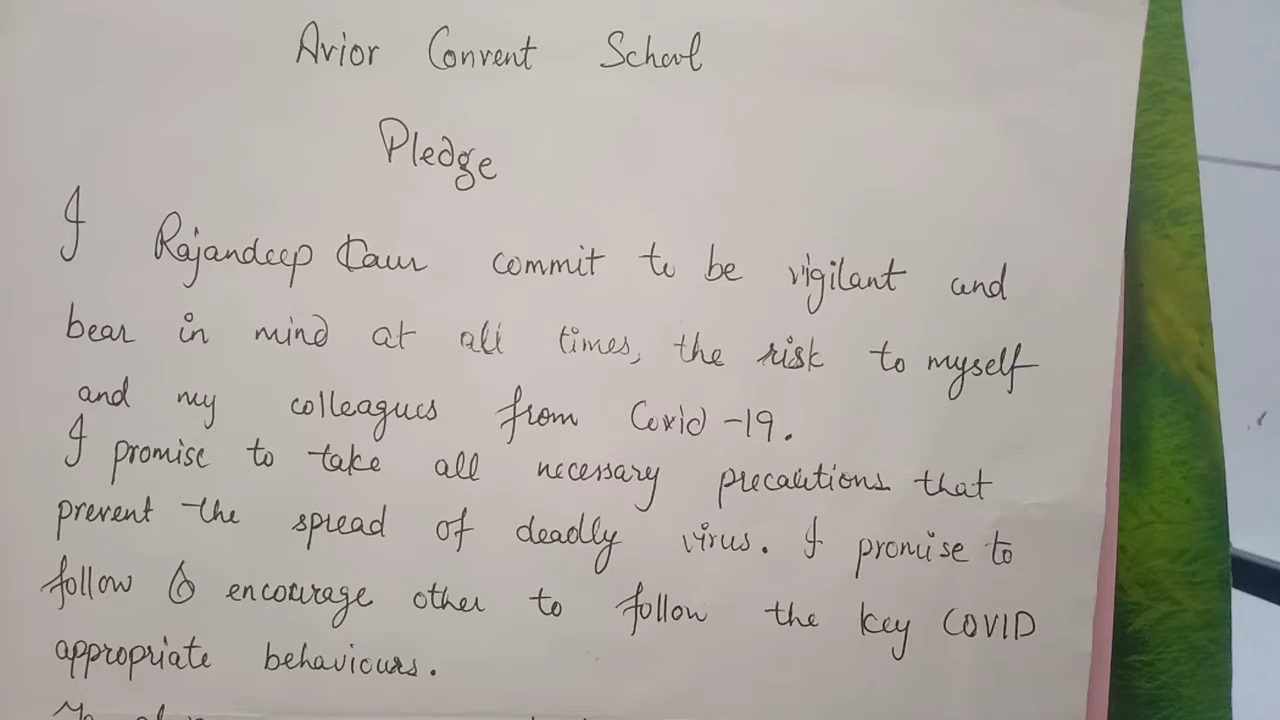 Avior Convent School
Pledge
I Rajandeep Kaur commit to be vigilant and
bear in mind at all times, the risk to myself
and my colleagues from Covid -19.
I promise to take all necessary precautions that
prevent the spread of deadly virus. I promise to
follow & encourage other to follow the key COVID
appropriate behaviours.